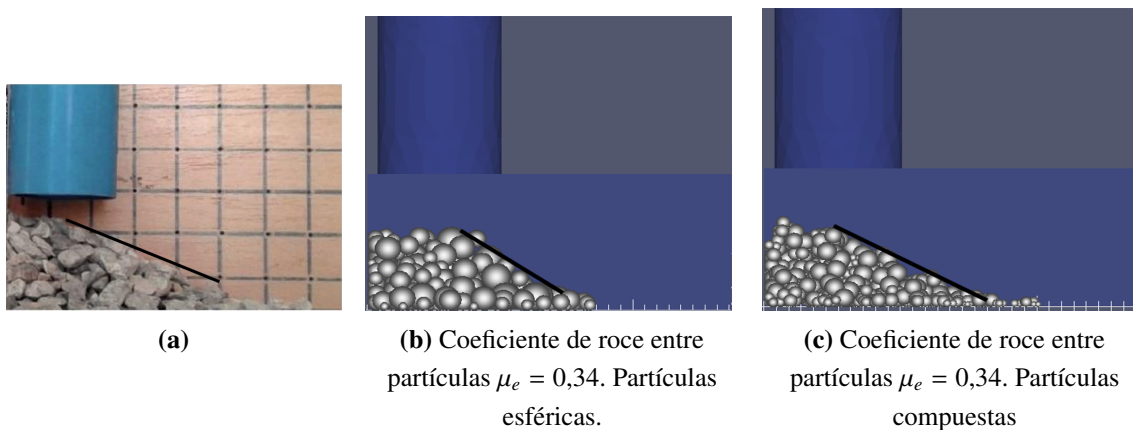 (a)
(b) Coeficiente de roce entre
partículas μₑ = 0,34. Partículas
esféricas.
(c) Coeficiente de roce entre
partículas μₑ = 0,34. Partículas
compuestas